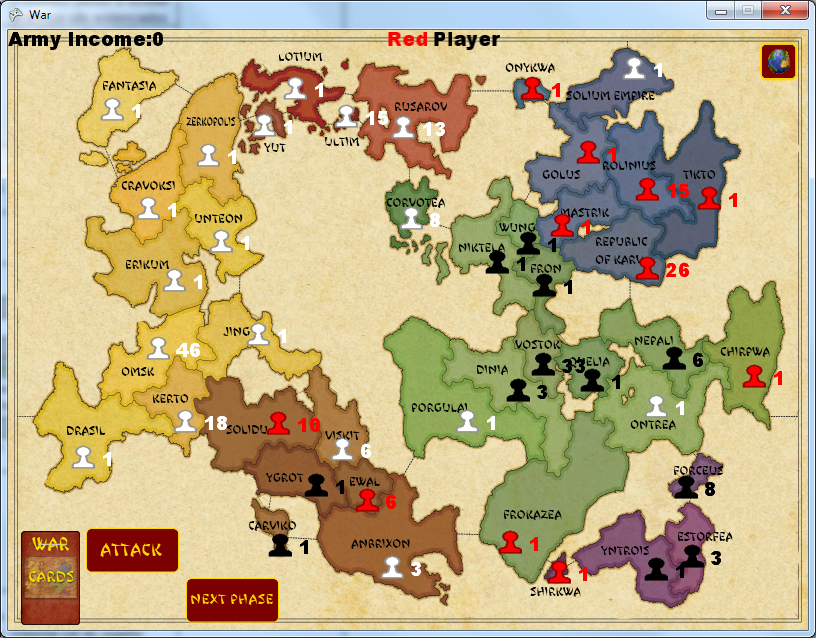 War
Army Income:0
Red Player
LOTIUM
1
ONYKWA
1
SOLIUM EMPIRE
1
FANTASIA
1
ZERKOPOLIS
1
YUT
1
ULTIM
15
RUSAROV
13
GOLUS
1
ROLINIUS
15
TIKTO
1
CRAVOKSI
1
UNTEON
1
CORVOTEA
8
WUNG
1
MASTRIK
1
NIKTELA
1
FRON
1
REPUBLIC
OF KARV
26
ERIKUM
1
JING
1
OMSK
46
VOSTOK
33
DINIA
3
1
NEPALI
6
CHIRPWA
1
KERTO
18
SOLIDU
10
VISKIT
6
PORGULAI
1
ONTREA
1
DRASIL
1
YGROT
1
EWAL
6
FORCEUS
8
CARVIKO
1
ANBRIXON
3
FROKAZEA
1
SHIRKWA
1
YNTROIS
1
ESTORFEA
3
WAR
CARDS
ATTACK
NEXT PHASE